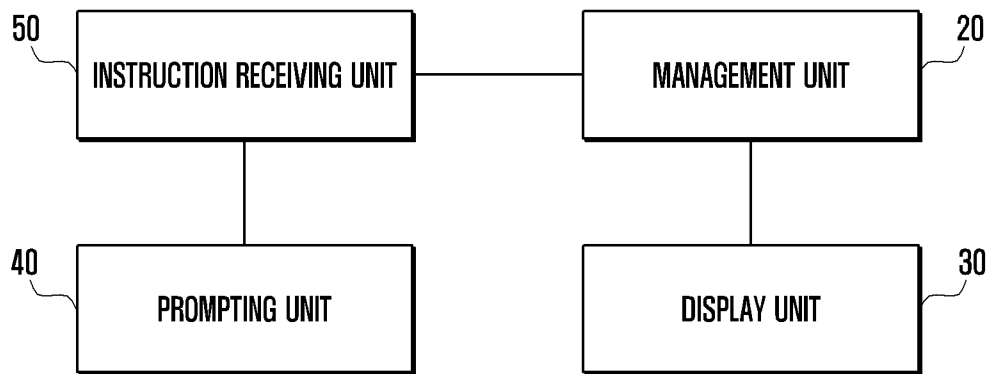 50 INSTRUCTION RECEIVING UNIT MANAGEMENT UNIT 20
40 PROMPTING UNIT DISPLAY UNIT 30